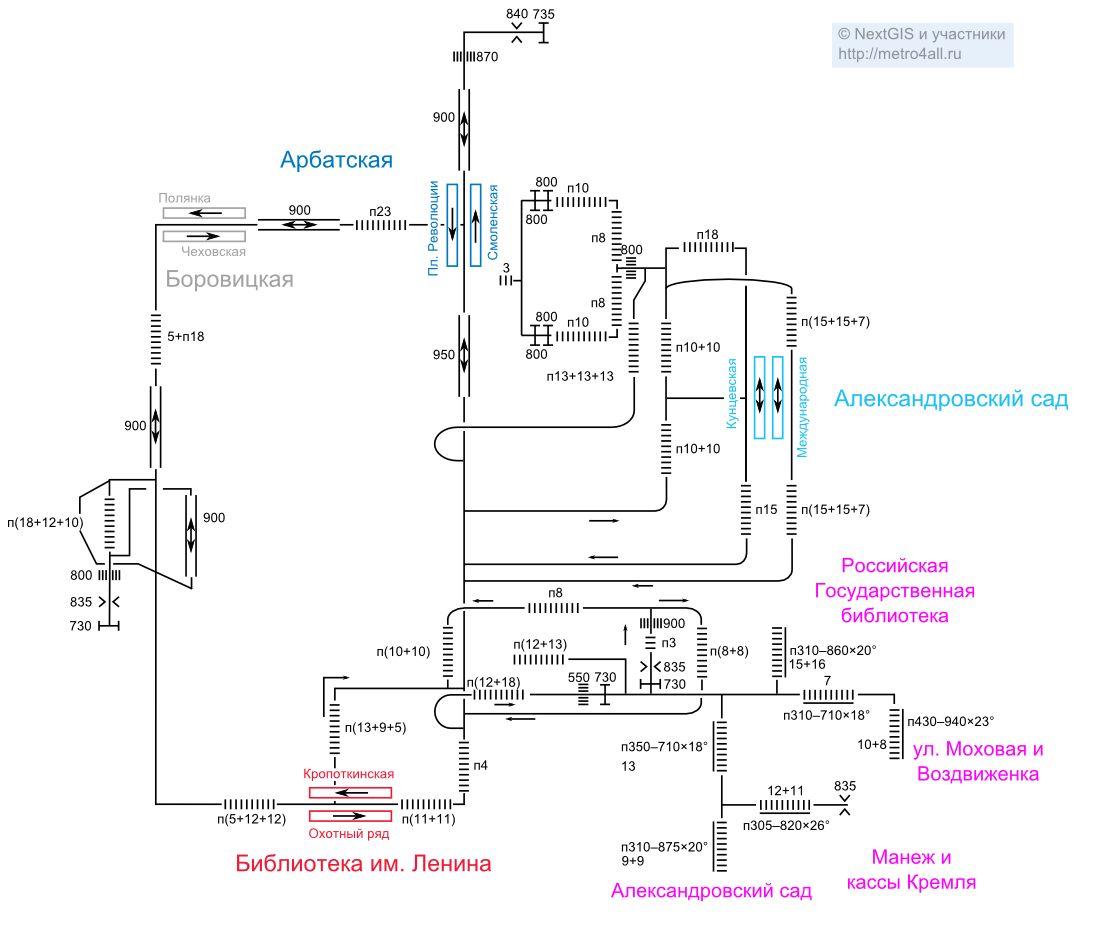 840 735
© NextGIS и участники
http://metro4all.ru
870
900
Арбатская
800
п10
Пл. Революции
Смоленская
Полянка
900
п23
800
п8
п18
800
Чеховская
Боровицкая
3
п8
800
п10
п(15+15+7)
5+п18
п10+10
950
800
п13+13+13
Кунцевская
Международная
Александровский сад
900
п10+10
п(18+12+10)
900
п15
п(15+15+7)
800
835
730
Российская
Государственная
библиотека
п8
900
п(10+10)
п(12+13)
п3
п(8+8)
835
п310–860×20°
15+16
п(12+18)
550 730
730
7
п310–710×18°
п430–940×23°
п(13+9+5)
п350–710×18°
13
10+8
ул. Моховая и
Воздвиженка
п4
Кропоткинская
12+11
835
п(5+12+12)
п(11+11)
п305–820×26°
Охотный ряд
п310–875×20°
9+9
Библиотека им. Ленина
Манеж и
кассы Кремля
Александровский сад